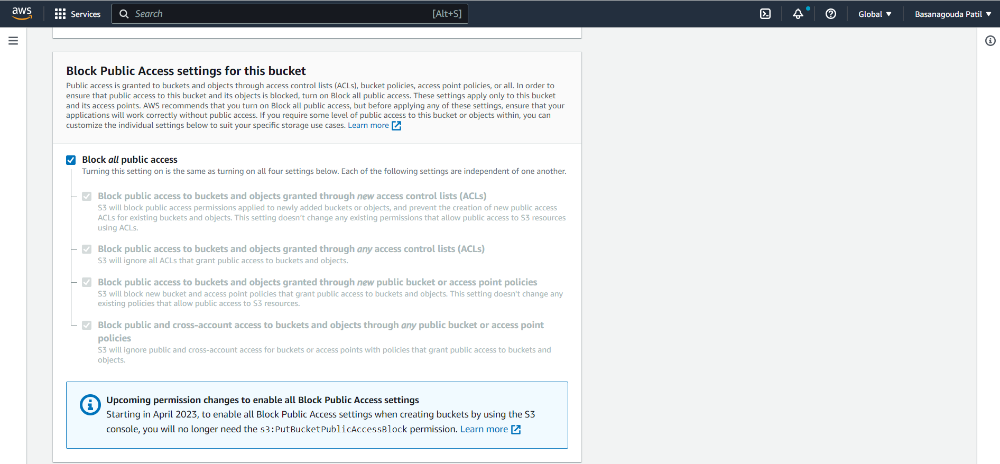 aws
Services
Search
[Alt+S]
Global
Basanagouda Patil
Block Public Access settings for this bucket
Public access is granted to buckets and objects through access control lists (ACLs), bucket policies, access point policies, or all. In order to
ensure that public access to this bucket and its objects is blocked, turn on Block all public access. These settings apply only to this bucket
and its access points. AWS recommends that you turn on Block all public access, but before applying any of these settings, ensure that your
applications will work correctly without public access. If you require some level of public access to this bucket or objects within, you can
customize the individual settings below to suit your specific storage use cases. Learn more
Block all public access
Turning this setting on is the same as turning on all four settings below. Each of the following settings are independent of one another.
Block public access to buckets and objects granted through new access control lists (ACLs)
S3 will block public access permissions applied to newly added buckets or objects, and prevent the creation of new public access
ACLs for existing buckets and objects. This setting doesn't change any existing permissions that allow public access to S3 resources
using ACLs.
Block public access to buckets and objects granted through any access control lists (ACLs)
S3 will ignore all ACLs that grant public access to buckets and objects.
Block public access to buckets and objects granted through new public bucket or access point policies
S3 will block new bucket and access point policies that grant public access to buckets and objects. This setting doesn't change any
existing policies that allow public access to S3 resources.
Block public and cross-account access to buckets and objects through any public bucket or access point
policies
S3 will ignore public and cross-account access for buckets or access points with policies that grant public access to buckets and
objects.
Upcoming permission changes to enable all Block Public Access settings
Starting in April 2023, to enable all Block Public Access settings when creating buckets by using the S3
console, you will no longer need the s3:PutBucketPublicAccessBlock permission. Learn more